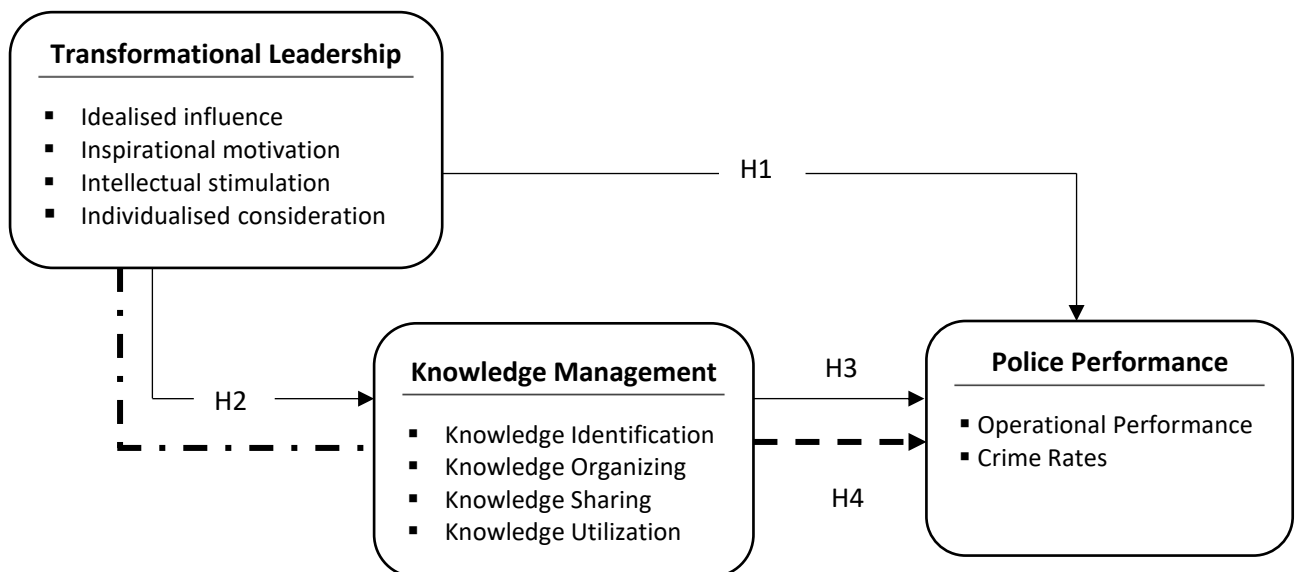 Transformational Leadership
▪ Idealised influence
▪ Inspirational motivation
▪ Intellectual stimulation
▪ Individualised consideration
H1
H2
Knowledge Management
▪ Knowledge Identification
▪ Knowledge Organizing
▪ Knowledge Sharing
▪ Knowledge Utilization
H3
H4
Police Performance
▪ Operational Performance
▪ Crime Rates